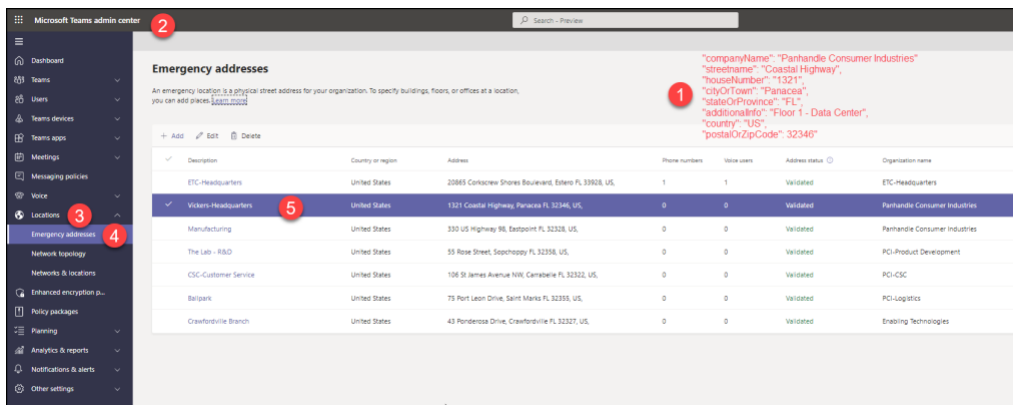 Microsoft Teams admin center
2
Search – Preview
Dashboard
Teams
Users
Teams devices
Teams apps
Meetings
Messaging policies
Voice
Locations
3
Emergency addresses
4
Network topology
Networks & locations
Enhanced encryption p...
Policy packages
Planning
Analytics & reports
Notifications & alerts
Other settings
Emergency addresses
An emergency location is a physical street address for your organization. To specify buildings, floors, or offices at a location,
you can add places. Learn more
1
"companyName": "Panhandle Consumer Industries"
"streetname": "Coastal Highway",
"houseNumber": "1321",
"cityOrTown": "Panacea",
"stateOrProvince": "FL",
"additionalInfo": "Floor 1 - Data Center",
"country": "US",
"postalOrZipCode": 32346"
+ Add Edit Delete
Description Country or region Address Phone numbers Voice users Address status Organization name
ETC-Headquarters United States 20865 Corkscrew Shores Boulevard, Estero FL 33928, US, 1 1 Validated ETC-Headquarters
Vickers-Headquarters 5 United States 1321 Coastal Highway, Panacea FL 32346, US, 0 0 Validated Panhandle Consumer Industries
Manufacturing United States 330 US Highway 98, Eastpoint FL 32328, US, 0 0 Validated Panhandle Consumer Industries
The Lab - R&D United States 55 Rose Street, Sopchoppy FL 32358, US, 0 0 Validated PCI-Product Development
CSC-Customer Service United States 106 St James Avenue NW, Carrabelle FL 32322, US, 0 0 Validated PCI-CSC
Ballpark United States 75 Port Leon Drive, Saint Marks FL 32355, US, 0 0 Validated PCI-Logistics
Crawfordville Branch United States 43 Ponderosa Drive, Crawfordville FL 32327, US, 0 0 Validated Enabling Technologies